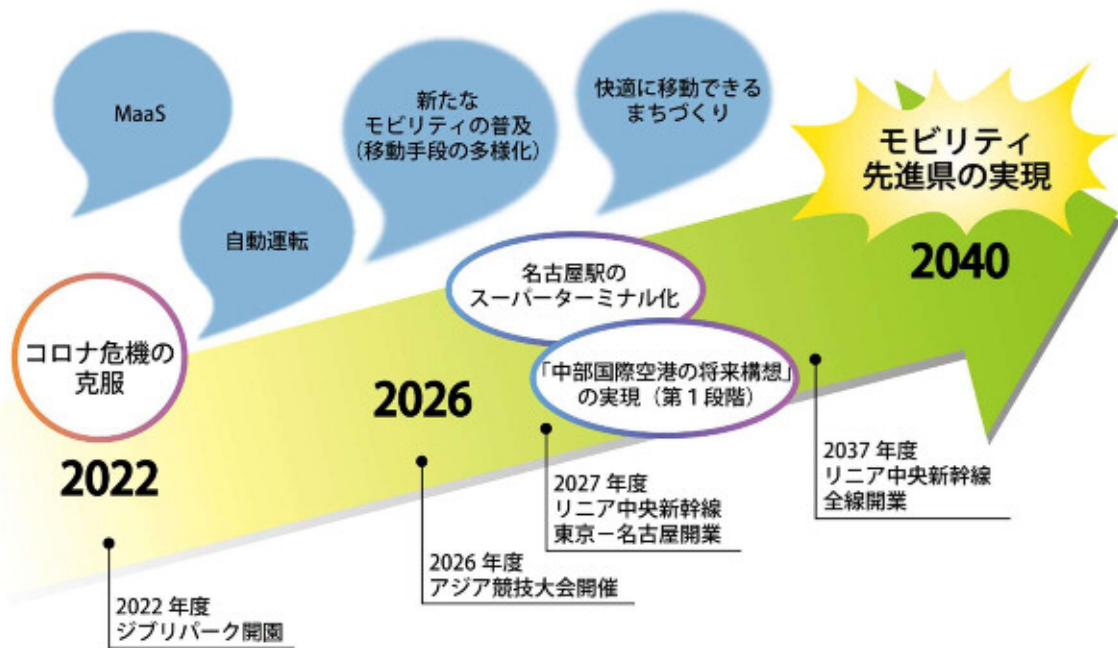 MaaS
自動運転
新たな
モビリティの普及
（移動手段の多様化）
快適に移動できる
まちづくり
モビリティ
先進県の実現
2040
名古屋駅の
スーパーターミナル化
「中部国際空港の将来構想」
の実現（第１段階）
コロナ危機の
克服
2022
2026
2022 年度
ジブリパーク開園
2026 年度
アジア競技大会開催
2027 年度
リニア中央新幹線
東京－名古屋開業
2037 年度
リニア中央新幹線
全線開業